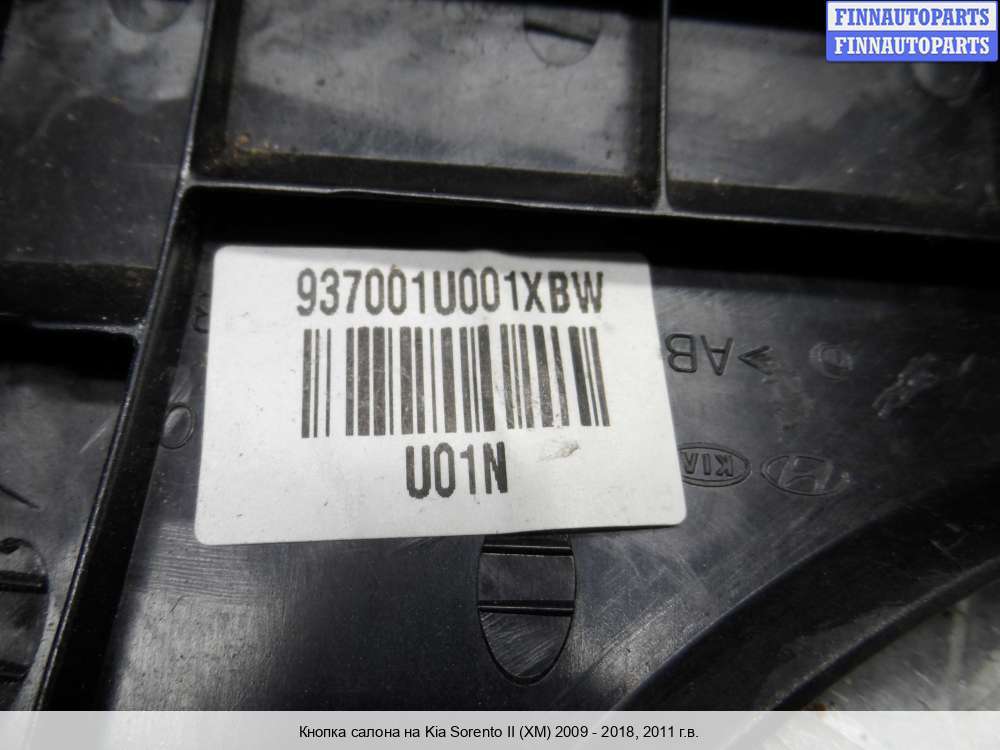 FINNAUTOPARTS
FINNAUTOPARTS
937001U001XBW
>AB
U01N
KIA
Кнопка салона на Kia Sorento II (XM) 2009 - 2018, 2011 г.в.